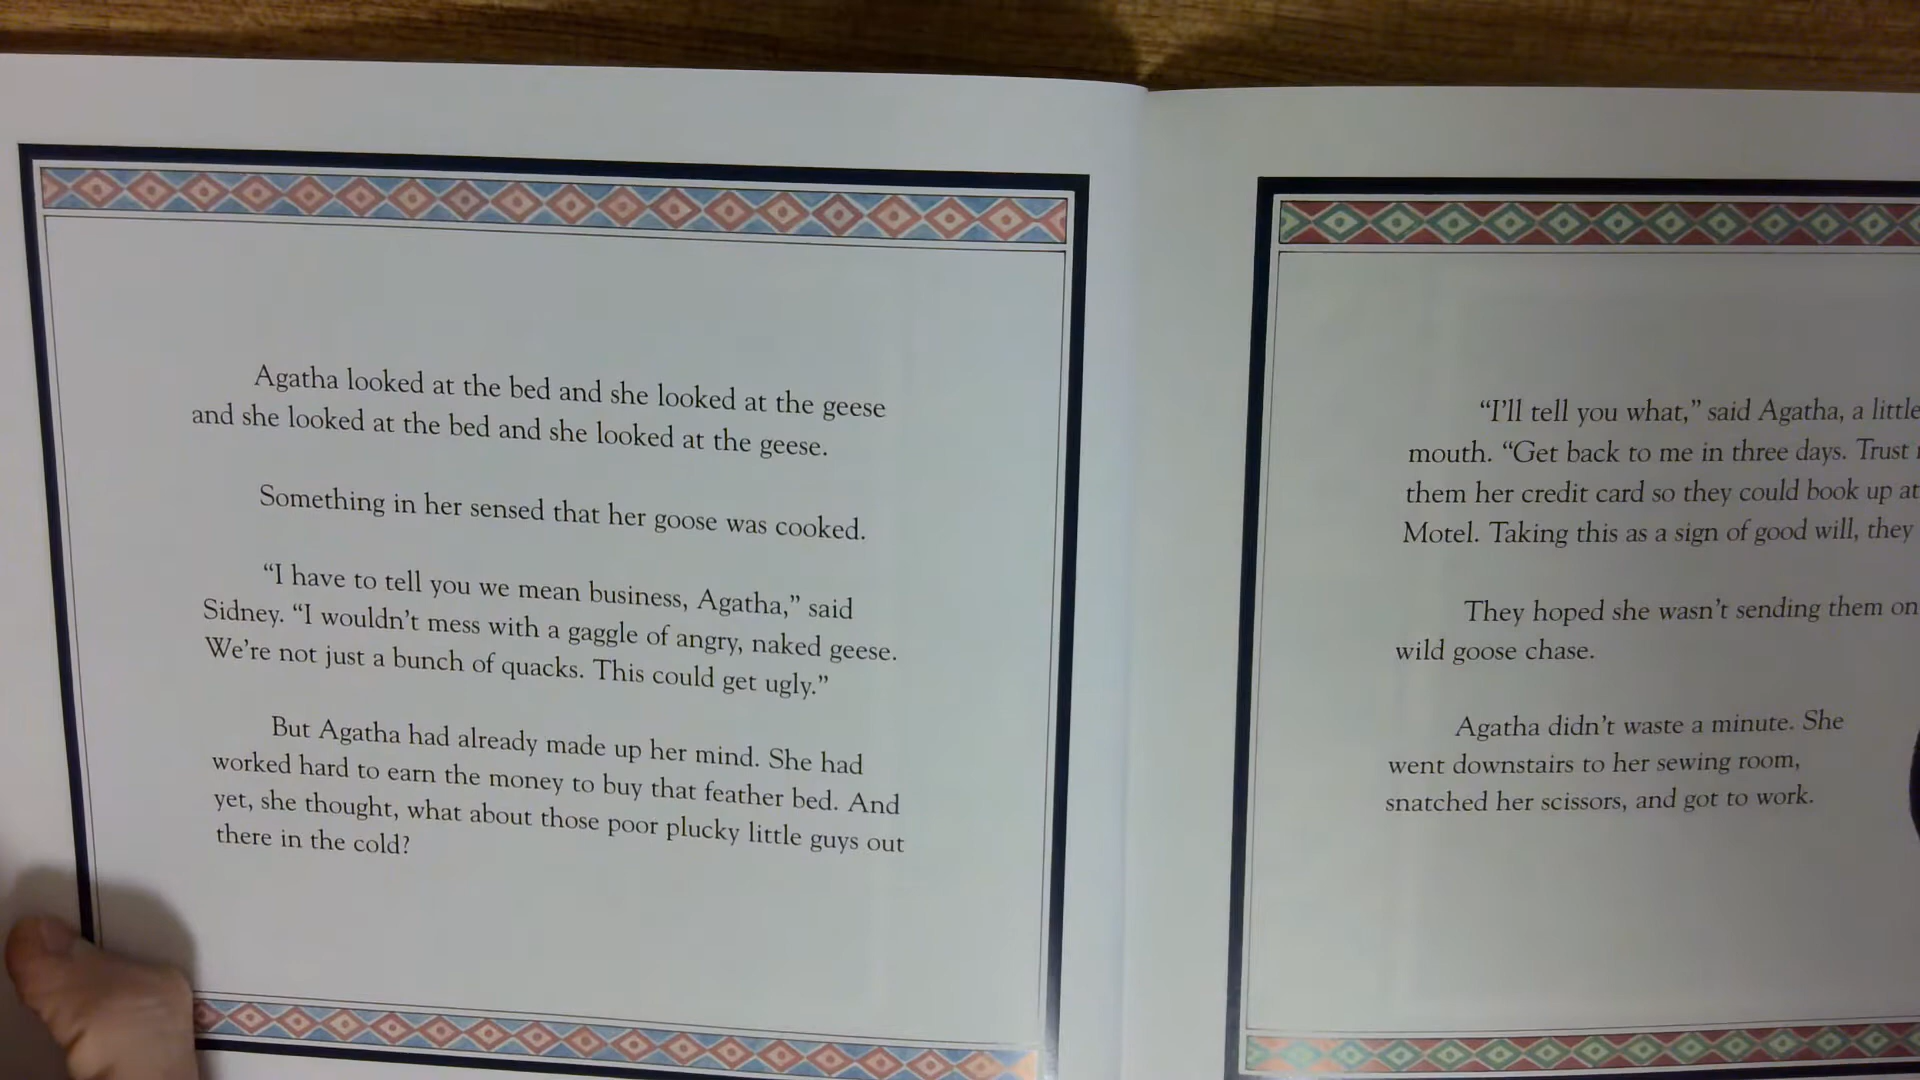 Agatha looked at the bed and she looked at the geese
and she looked at the bed and she looked at the geese.
Something in her sensed that her goose was cooked.
“I have to tell you we mean business, Agatha,” said
Sidney. “I wouldn’t mess with a gaggle of angry, naked geese.
We’re not just a bunch of quacks. This could get ugly.”
But Agatha had already made up her mind. She had
worked hard to earn the money to buy that feather bed. And
yet, she thought, what about those poor plucky little guys out
there in the cold?
“I’ll tell you what,” said Agatha, a little
mouth. “Get back to me in three days. Trust
them her credit card so they could book up at
Motel. Taking this as a sign of good will, they
They hoped she wasn’t sending them on
wild goose chase.
Agatha didn’t waste a minute. She
went downstairs to her sewing room,
snatched her scissors, and got to work.